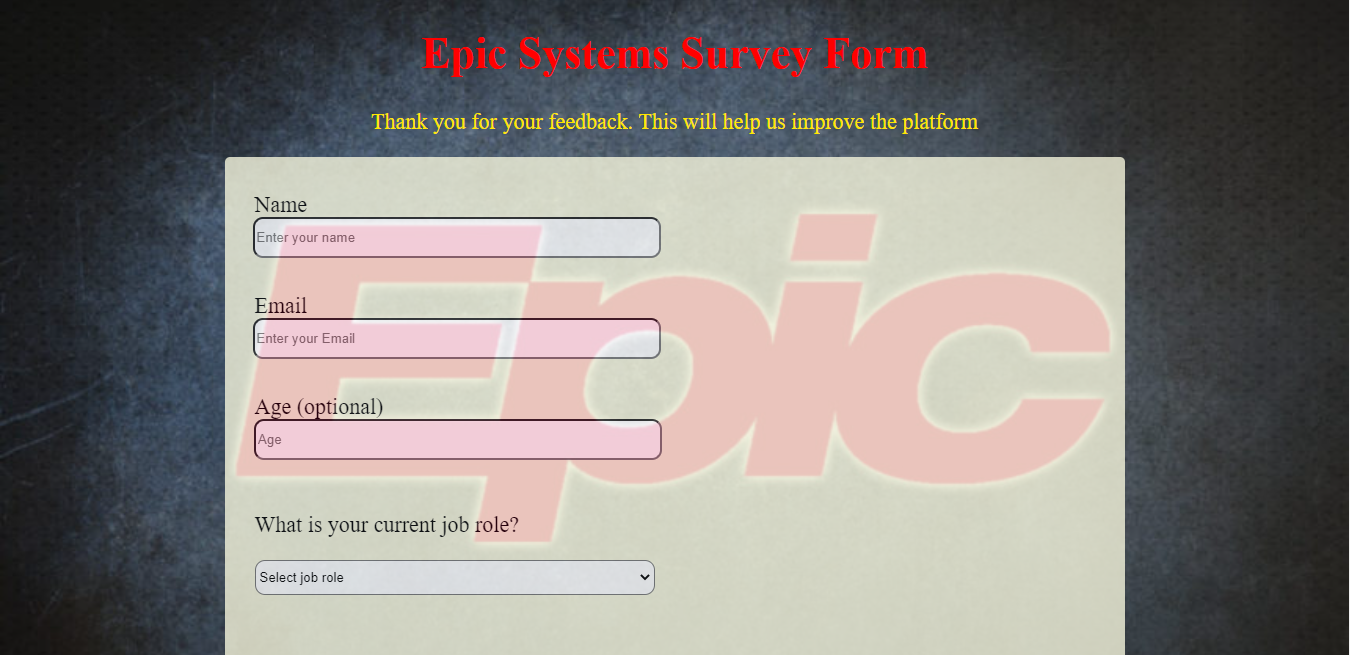 Epic Systems Survey Form
Thank you for your feedback. This will help us improve the platform
Name
Enter your name
Epic
Email
Enter your Email
Age (optional)
Age
What is your current job role?
Select job role